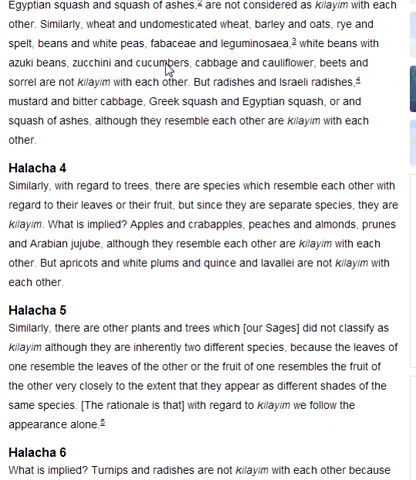 Egyptian squash and squash of ashes,2 are not considered as kilayim with each
other. Similarly, wheat and undomesticated wheat, barley and oats, rye and
spelt, beans and white peas, fabaceae and leguminosaea,3 white beans with
azuki beans, zucchini and cucumbers, cabbage and cauliflower, beets and
sorrel are not kilayim with each other. But radishes and Israeli radishes,4
mustard and bitter cabbage, Greek squash and Egyptian squash, or and
squash of ashes, although they resemble each other are kilayim with each
other.
Halacha 4
Similarly, with regard to trees, there are species which resemble each other with
regard to their leaves or their fruit, but since they are separate species, they are
kilayim. What is implied? Apples and crabapples, peaches and almonds, prunes
and Arabian jujube, although they resemble each other are kilayim with each
other. But apricots and white plums and quince and lavallei are not kilayim with
each other.
Halacha 5
Similarly, there are other plants and trees which [our Sages] did not classify as
kilayim although they are inherently two different species, because the leaves of
one resemble the leaves of the other or the fruit of one resembles the fruit of
the other very closely to the extent that they appear as different shades of the
same species. [The rationale is that] with regard to kilayim we follow the
appearance alone.5
Halacha 6
What is implied? Turnips and radishes are not kilayim with each other because